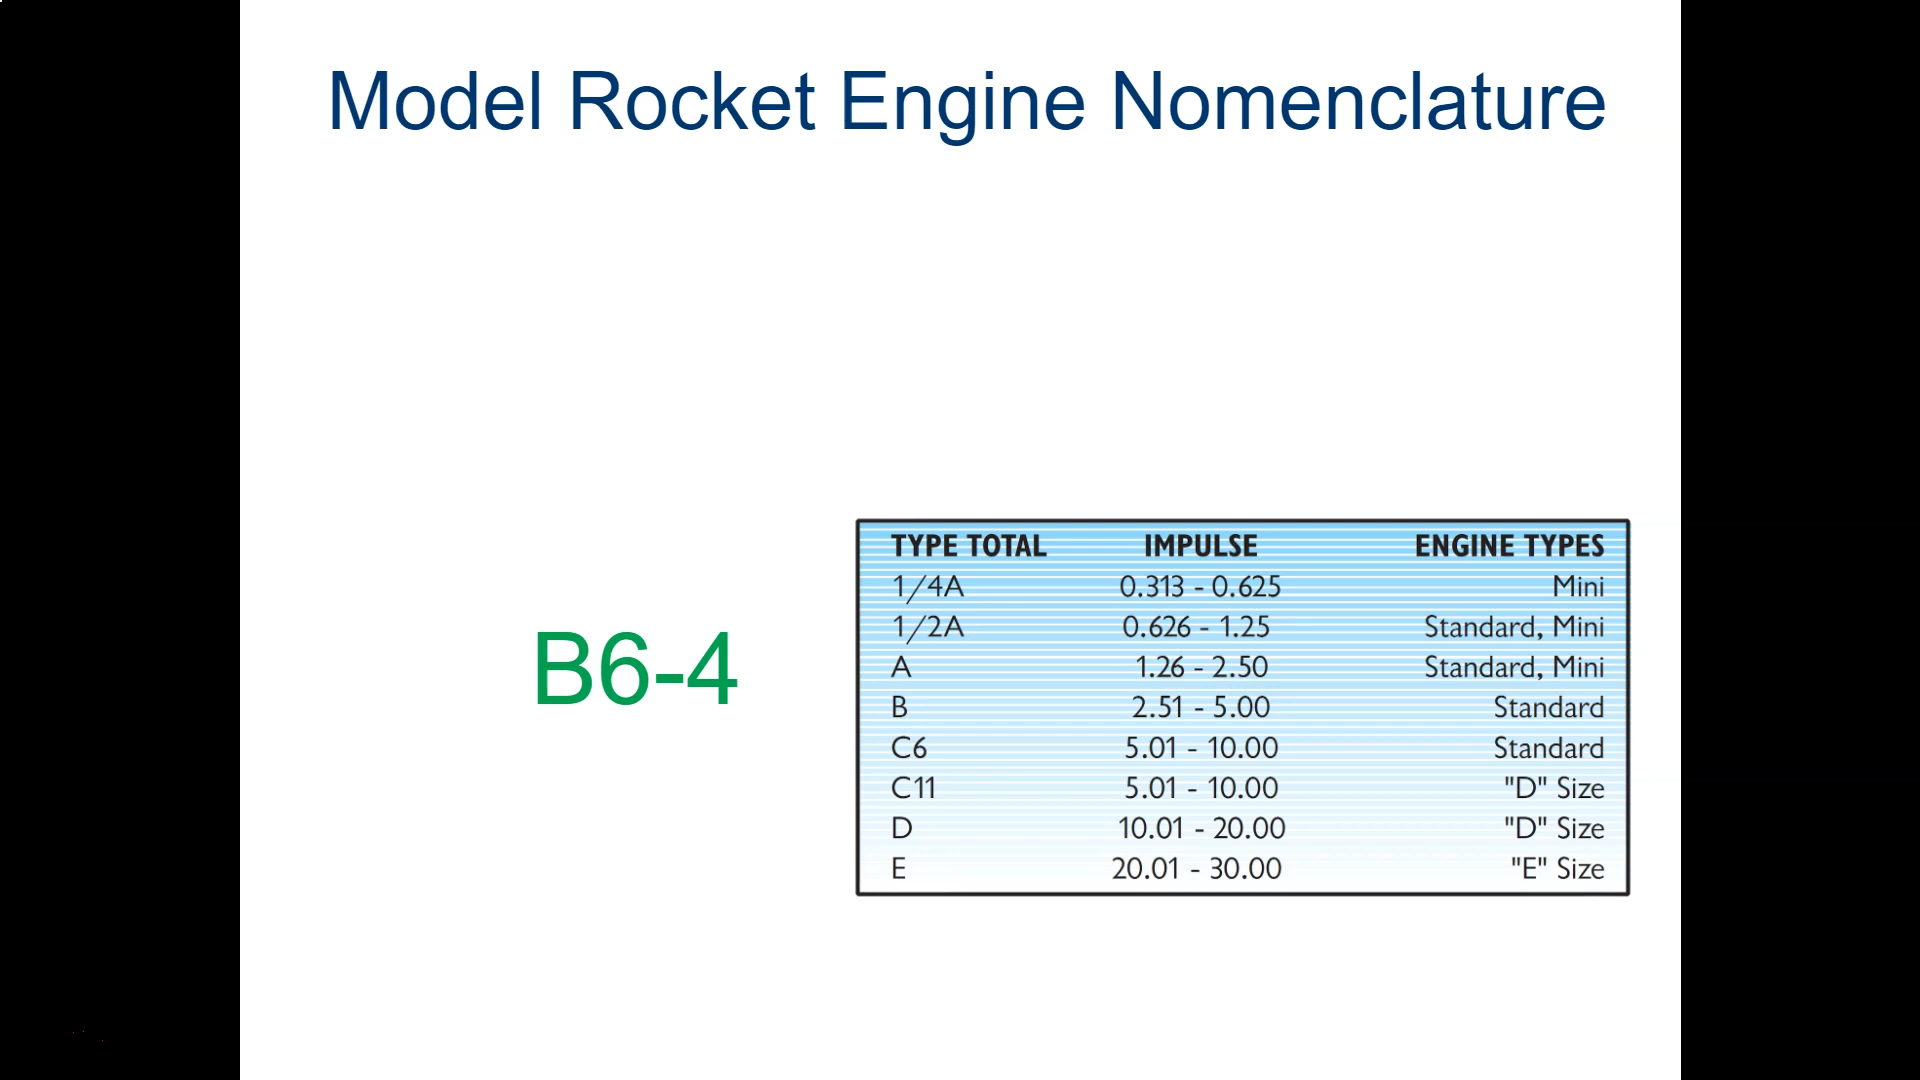 Model Rocket Engine Nomenclature
B6-4
TYPE TOTAL IMPULSE ENGINE TYPES
1/4A 0.313 - 0.625 Mini
1/2A 0.626 - 1.25 Standard, Mini
A 1.26 - 2.50 Standard, Mini
B 2.51 - 5.00 Standard
C6 5.01 - 10.00 Standard
C11 5.01 - 10.00 "D" Size
D 10.01 - 20.00 "D" Size
E 20.01 - 30.00 "E" Size